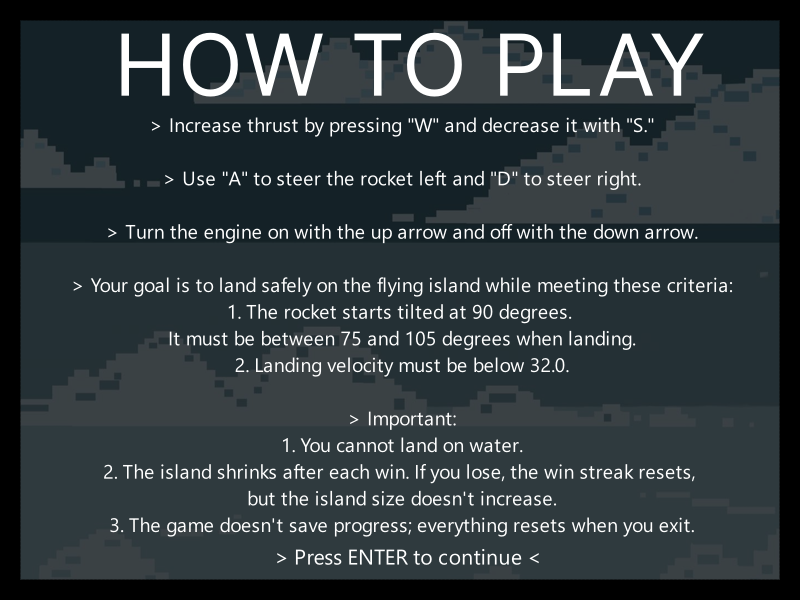 HOW TO PLAY
> Increase thrust by pressing "W" and decrease it with "S."
> Use "A" to steer the rocket left and "D" to steer right.
> Turn the engine on with the up arrow and off with the down arrow.
> Your goal is to land safely on the flying island while meeting these criteria:
1. The rocket starts tilted at 90 degrees.
It must be between 75 and 105 degrees when landing.
2. Landing velocity must be below 32.0.
> Important:
1. You cannot land on water.
2. The island shrinks after each win. If you lose, the win streak resets,
but the island size doesn't increase.
3. The game doesn't save progress; everything resets when you exit.
> Press ENTER to continue <